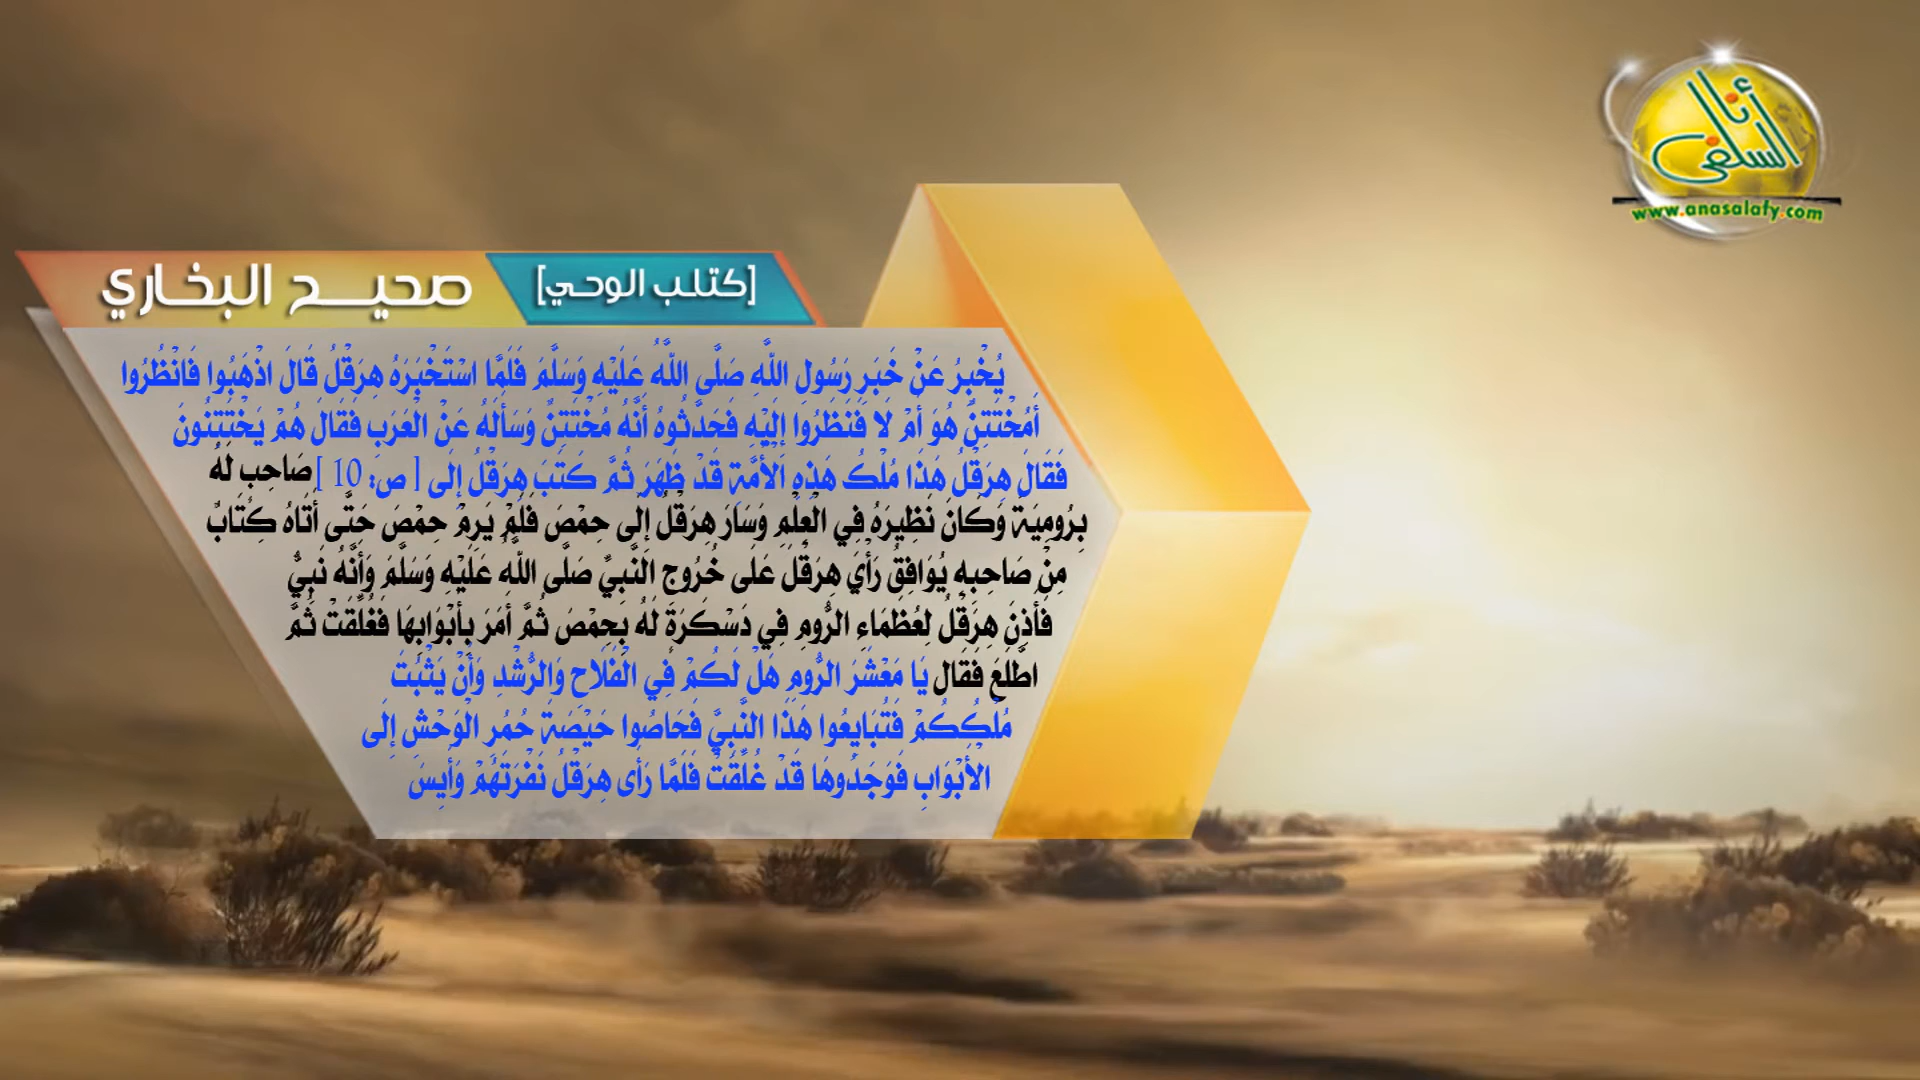 أنا السلفي
www.anasalafy.com
صحيح البخاري
[كتلب الوحي]
يُخْبِرُ عَنْ خَبَرِ رَسُولِ اللَّهِ صَلَّى اللَّهُ عَلَيْهِ وَسَلَّمَ فَلَمَّا اسْتَخْبَرَهُ هِرَقْلُ قَالَ اذْهَبُوا فَانْظُرُوا
أَمُخْتَتِنٌ هُوَ أَمْ لَا فَنَظَرُوا إِلَيْهِ فَحَدَّثُوهُ أَنَّهُ مُخْتَتِنٌ وَسَأَلَهُ عَنْ الْعَرَبِ فَقَالَ هُمْ يَخْتَتِنُونَ
فَقَالَ هِرَقْلُ هَذَا مُلْكُ هَذِهِ الْأُمَّةِ قَدْ ظَهَرَ ثُمَّ كَتَبَ هِرَقْلُ إِلَى [ ص: 10 ] صَاحِبٍ لَهُ
بِرُومِيَةَ وَكَانَ نَظِيرَهُ فِي الْعِلْمِ وَسَارَ هِرَقْلُ إِلَى حِمْصَ فَلَمْ يَرِمْ حِمْصَ حَتَّى أَتَاهُ كِتَابٌ
مِنْ صَاحِبِهِ يُوَافِقُ رَأْيَ هِرَقْلَ عَلَى خُرُوجِ النَّبِيِّ صَلَّى اللَّهُ عَلَيْهِ وَسَلَّمَ وَأَنَّهُ نَبِيٌّ
فَأَذِنَ هِرَقْلُ لِعُظَمَاءِ الرُّومِ فِي دَسْكَرَةٍ لَهُ بِحِمْصَ ثُمَّ أَمَرَ بِأَبْوَابِهَا فَغُلِّقَتْ ثُمَّ
اطَّلَعَ فَقَال يَا مَعْشَرَ الرُّومِ هَلْ لَكُمْ فِي الْفَلَاحِ وَالرُّشْدِ وَأَنْ يَثْبُتَ
مُلْكُكُمْ فَتُبَايِعُوا هَذَا النَّبِيَّ فَحَاصُوا حَيْصَةَ حُمُرِ الْوَحْشِ إِلَى
الْأَبْوَابِ فَوَجَدُوهَا قَدْ غُلِّقَتْ فَلَمَّا رَأَى هِرَقْلُ نَفْرَتَهُمْ وَأَيِسَ